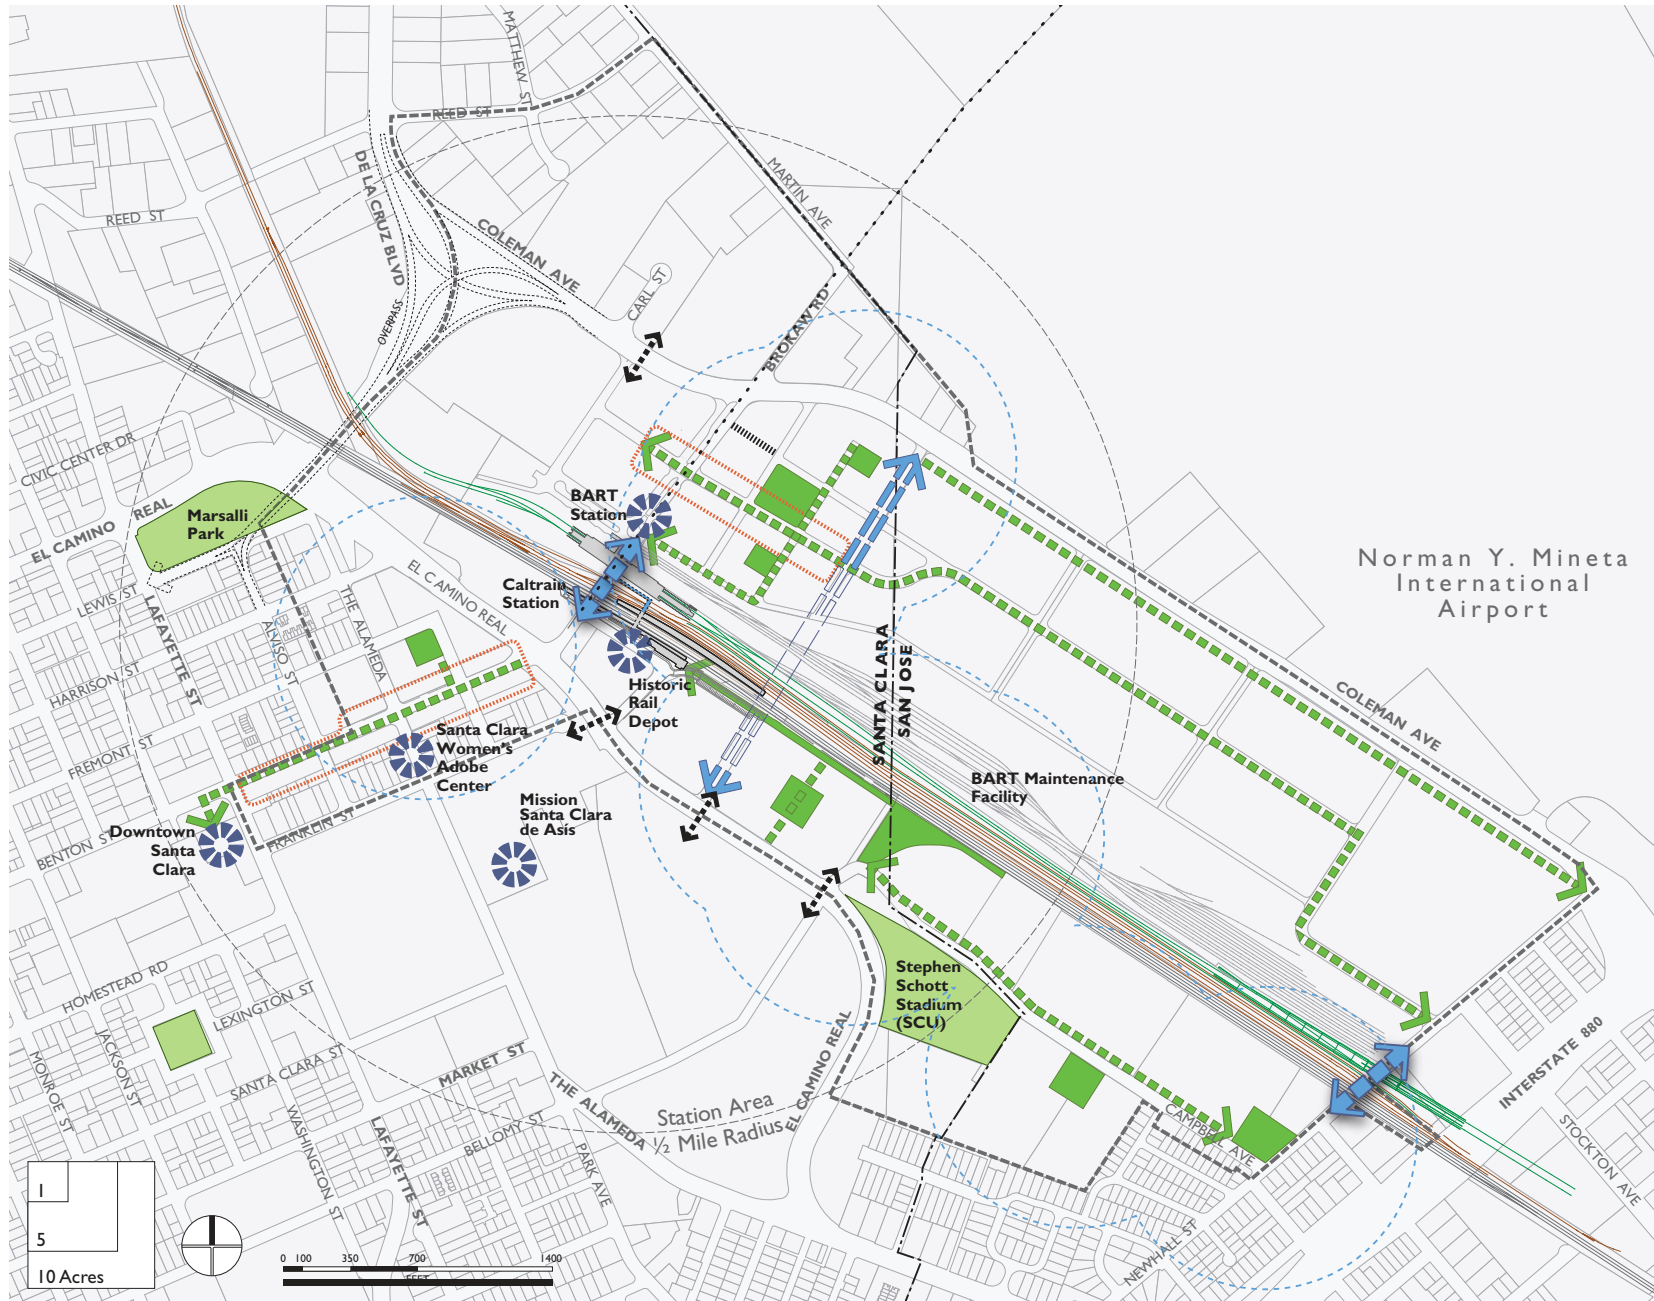 MATTHEW ST
REED ST
DE LA CRUZ BLVD
MARTIN AVE
REED ST
COLEMAN AVE
CARL ST
OVERPASS
BROKAW RD
CIVIC CENTER DR
EL CAMINO REAL
Marsalli
Park
BART
Station
Norman Y. Mineta
International
Airport
EL CAMINO REAL
Caltrain
Station
LEWIS ST
LAFAYETTE ST
THE ALAMEDA
ALVISO ST
HARRISON ST
SANTA CLARA
SAN JOSE
Historic
Rail
Depot
COLEMAN AVE
FREMONT ST
Santa Clara
Women's
Adobe
Center
BART Maintenance
Facility
Mission
Santa Clara
de Asís
Downtown
Santa
Clara
BENTON ST
FRANKLIN ST
HOMESTEAD RD
LEXINGTON ST
Stephen
Schott
Stadium
(SCU)
JACKSON ST
MONROE ST
SANTA CLARA ST
MARKET ST
EL CAMINO REAL
INTERSTATE 880
THE ALAMEDA
Station Area
½ Mile Radius
WASHINGTON ST
LAFAYETTE ST
BELLOMY ST
PARK AVE
CAMPBELL AVE
STOCKTON AVE
NEWHALL ST
1
5
10 Acres
0 100 350 700 1400
FEET